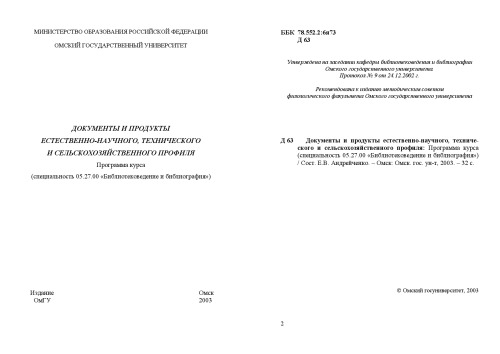 МИНИСТЕРСТВО ОБРАЗОВАНИЯ РОССИЙСКОЙ ФЕДЕРАЦИИ
ОМСКИЙ ГОСУДАРСТВЕННЫЙ УНИВЕРСИТЕТ
ДОКУМЕНТЫ И ПРОДУКТЫ
ЕСТЕСТВЕННО-НАУЧНОГО, ТЕХНИЧЕСКОГО
И СЕЛЬСКОХОЗЯЙСТВЕННОГО ПРОФИЛЯ
Программа курса
(специальность 05.27.00 «Библиотековедение и библиография»)
Издание
ОмГУ
Омск
2003
ББК 78.552.2:6я73
Д 63
Утверждена на заседании кафедры библиотековедения и библиографии
Омского государственного университета
Протокол № 9 от 24.12.2002 г.
Рекомендована к изданию методическим советом
филологического факультета Омского государственного университета
Д 63 Документы и продукты естественно-научного, техниче-
ского и сельскохозяйственного профиля: Программа курса
(специальность 05.27.00 «Библиотековедение и библиография»)
/ Сост. Е.В. Андрейченко. – Омск: Омск. гос. ун-т, 2003. – 32 с.
© Омский госуниверситет, 2003
2